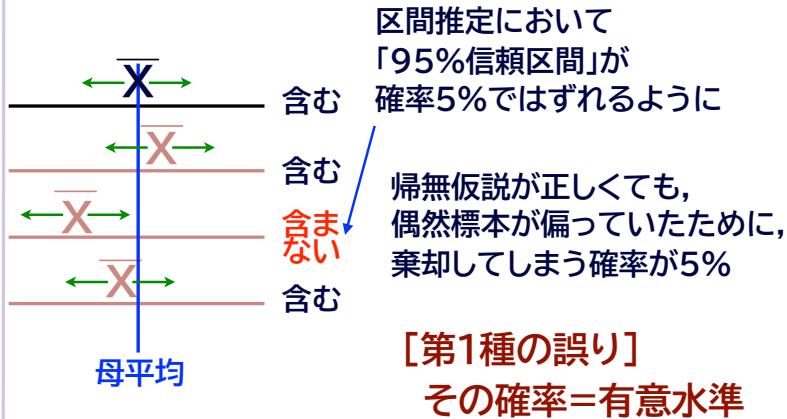 区間推定において
「95%信頼区間」が
確率5%ではずれるように
X
含む
X
含む
X
含ま
ない
X
含む
母平均
帰無仮説が正しくても,
偶然標本が偏っていたために,
棄却してしまう確率が5%
[第1種の誤り]
その確率=有意水準